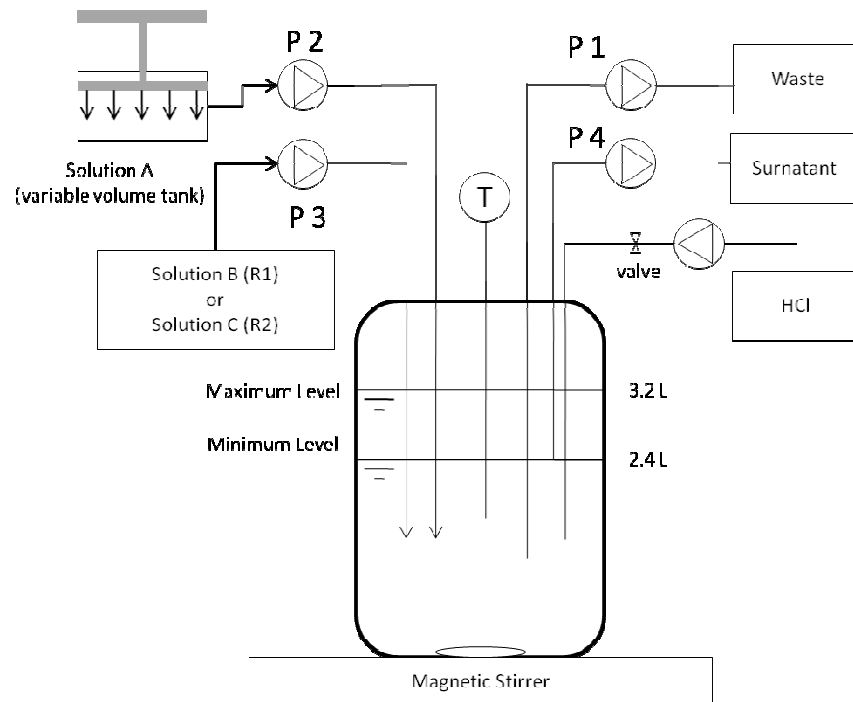 P 2
P 1
Waste
Solution A
(variable volume tank)
P 3
P 4
Surnatant
T
valve
Solution B (R1)
or
Solution C (R2)
HCl
Maximum Level
3.2 L
Minimum Level
2.4 L
Magnetic Stirrer